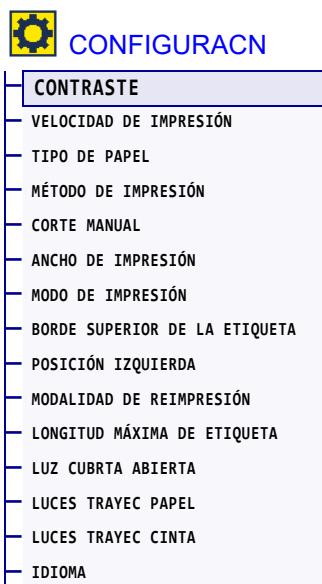 CONFIGURACN
CONTRASTE
VELOCIDAD DE IMPRESIÓN
TIPO DE PAPEL
MÉTODO DE IMPRESIÓN
CORTE MANUAL
ANCHO DE IMPRESIÓN
MODO DE IMPRESIÓN
BORDE SUPERIOR DE LA ETIQUETA
POSICIÓN IZQUIERDA
MODALIDAD DE REIMPRESIÓN
LONGITUD MÁXIMA DE ETIQUETA
LUZ CUBRTA ABIERTA
LUCES TRAYEC PAPEL
LUCES TRAYEC CINTA
IDIOMA